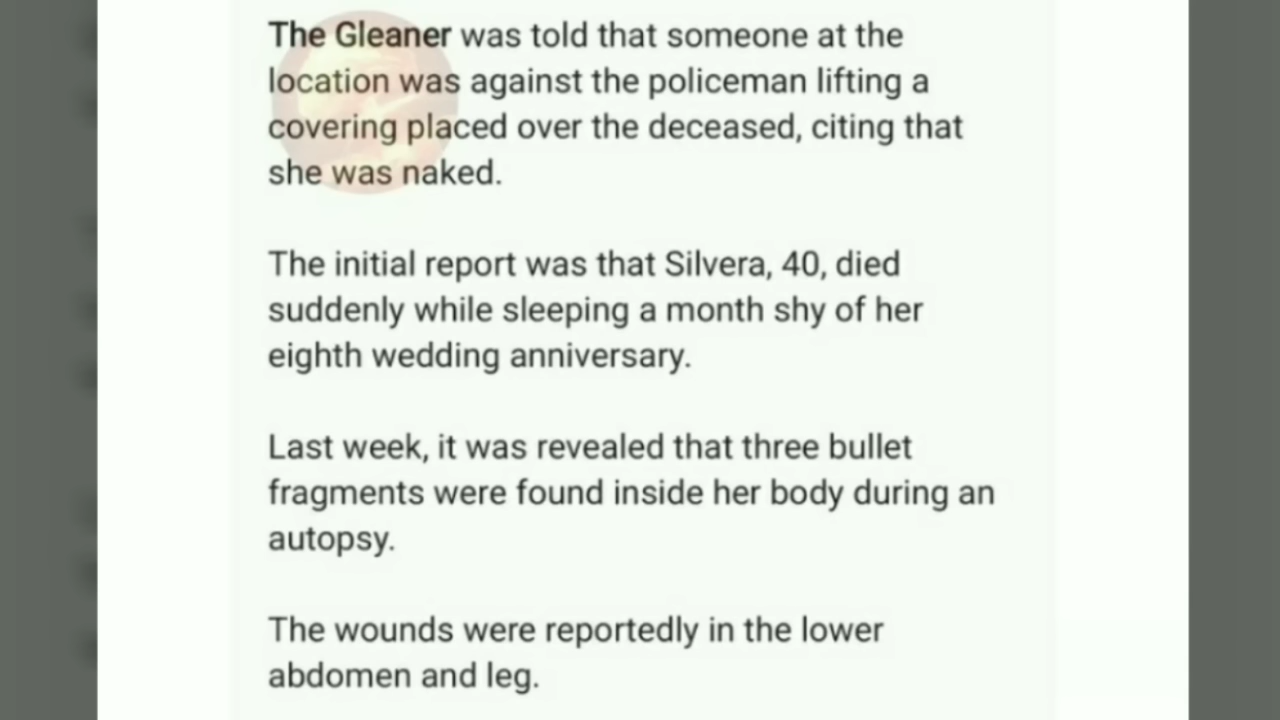 The Gleaner was told that someone at the
location was against the policeman lifting a
covering placed over the deceased, citing that
she was naked.
The initial report was that Silvera, 40, died
suddenly while sleeping a month shy of her
eighth wedding anniversary.
Last week, it was revealed that three bullet
fragments were found inside her body during an
autopsy.
The wounds were reportedly in the lower
abdomen and leg.